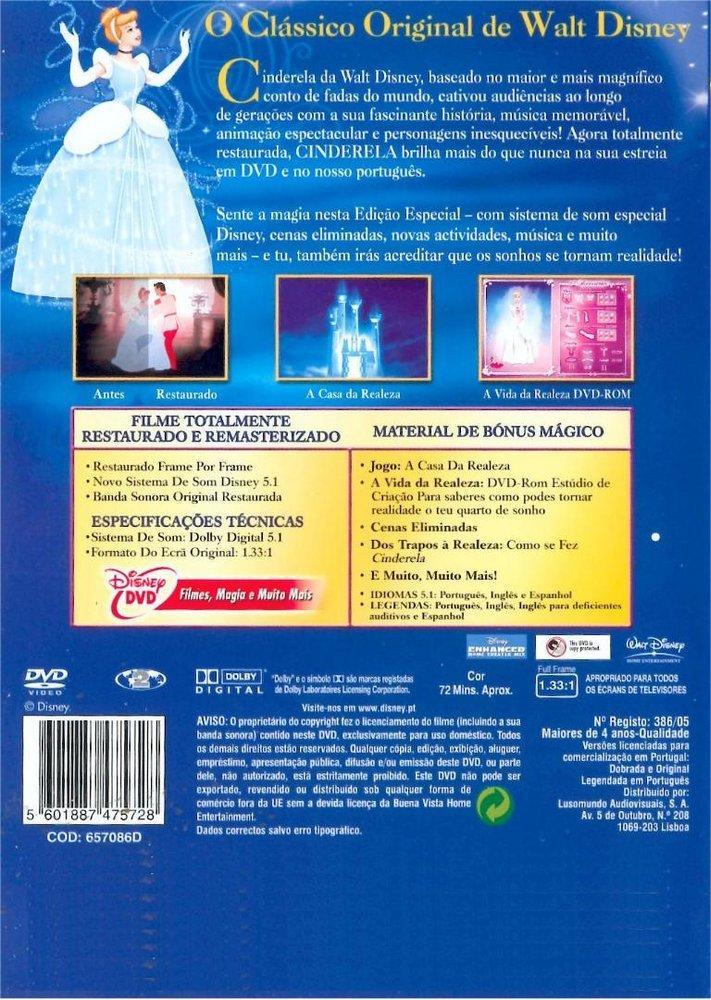 O Clássico Original de Walt Disney
Cinderela da Walt Disney, baseado no maior e mais magnífico
conto de fadas do mundo, cativou audiências ao longo
de gerações com a sua fascinante história, música memorável,
animação espectacular e personagens inesquecíveis! Agora totalmente
restaurada, CINDERELA brilha mais do que nunca na sua estreia
em DVD e no nosso português.
Sente a magia nesta Edição Especial – com sistema de som especial
Disney, cenas eliminadas, novas actividades, música e muito
mais – e tu, também irás acreditar que os sonhos se tornam realidade!
Antes Restaurado
A Casa da Realeza
A Vida da Realeza DVD-ROM
FILME TOTALMENTE
RESTAURADO E REMASTERIZADO
• Restaurado Frame Por Frame
• Novo Sistema De Som Disney 5.1
• Banda Sonora Original Restaurada
ESPECIFICAÇÕES TÉCNICAS
•Sistema De Som: Dolby Digital 5.1
•Formato Do Ecrã Original: 1.33:1
Disney
DVD
Filmes, Magia e Muito Mais
MATERIAL DE BÓNUS MÁGICO
• Jogo: A Casa Da Realeza
• A Vida da Realeza: DVD-Rom Estúdio de
Criação Para saberes como podes tornar
realidade o teu quarto de sonho
• Cenas Eliminadas
• Dos Trapos à Realeza: Como se Fez
Cinderela
• E Muito, Muito Mais!
• IDIOMAS 5.1: Português, Inglês e Espanhol
• LEGENDAS: Português, Inglês, Inglês para deficientes
auditivos e Espanhol
Disney
ENHANCED
HOME THEATER MIX
This DVD is
copy protected.
Walt Disney
HOME ENTERTAINMENT
DVD
VIDEO
2
DOLBY
DIGITAL
"Dolby" e o símbolo DD são marcas registadas
de Dolby Laboratories Licensing Corporation.
Cor
72 Mins. Aprox.
Full Frame
1.33:1
APROPRIADO PARA TODOS
OS ECRANS DE TELEVISORES
© Disney
Visite-nos em www.disney.pt
AVISO: O proprietário do copyright fez o licenciamento do filme (incluindo a sua
banda sonora) contido neste DVD, exclusivamente para uso doméstico. Todos
os demais direitos estão reservados. Qualquer cópia, edição, exibição, aluguer,
empréstimo, apresentação pública, difusão e/ou emissão deste DVD, ou parte
dele, não autorizado, está estritamente proibido. Este DVD não pode ser
exportado, revendido ou distribuído sob qualquer forma de
comércio fora da UE sem a devida licença da Buena Vista Home
Entertainment.
Dados correctos salvo erro tipográfico.
Nº Registo: 386/05
Maiores de 4 anos-Qualidade
Versões licenciadas para
comercialização em Portugal:
Dobrada e Original
Legendada em Português
Distribuído por:
Lusomundo Audiovisuais, S. A.
Av. 5 de Outubro, N.º 208
1069-203 Lisboa
5 601887 475728
COD: 657086D